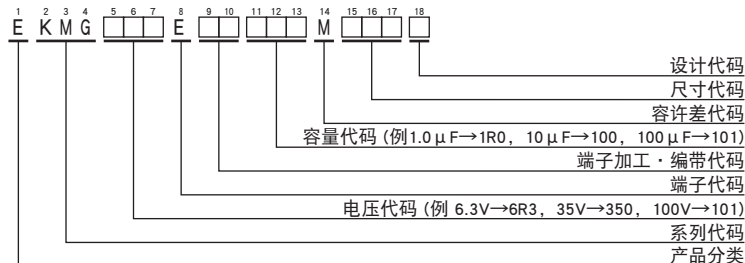 1 2 3 4 5 6 7 8 9 10 11 12 13 14 15 16 17 18
E KMG □□□ E □□ □□□ M □□□ □
设计代码
尺寸代码
容许差代码
容量代码 (例1.0μF→1R0, 10μF→100, 100μF→101)
端子加工・编带代码
端子代码
电压代码 (例 6.3V→6R3, 35V→350, 100V→101)
系列代码
产品分类